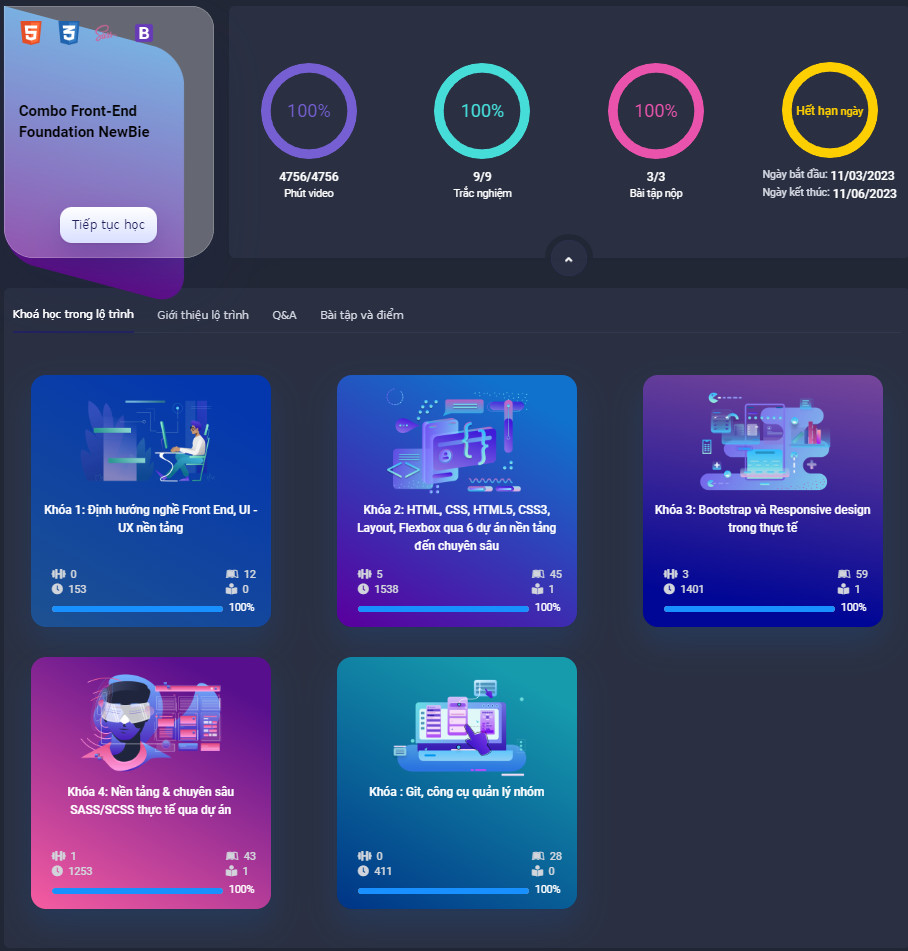 Combo Front-End
Foundation NewBie
Tiếp tục học
100%
4756/4756
Phút video
100%
9/9
Trắc nghiệm
100%
3/3
Bài tập nộp
Hết hạn ngày
Ngày bắt đầu: 11/03/2023
Ngày kết thúc: 11/06/2023
Khoá học trong lộ trình
Giới thiệu lộ trình
Q&A
Bài tập và điểm
Khóa 1: Định hướng nghề Front End, UI -
UX nền tảng
0
12
153
0
100%
Khóa 2: HTML, CSS, HTML5, CSS3,
Layout, Flexbox qua 6 dự án nền tảng
đến chuyên sâu
5
45
1538
1
100%
Khóa 3: Bootstrap và Responsive design
trong thực tế
3
59
1401
1
100%
Khóa 4: Nền tảng & chuyên sâu
SASS/SCSS thực tế qua dự án
1
43
1253
1
100%
Khóa : Git, công cụ quản lý nhóm
0
28
411
0
100%